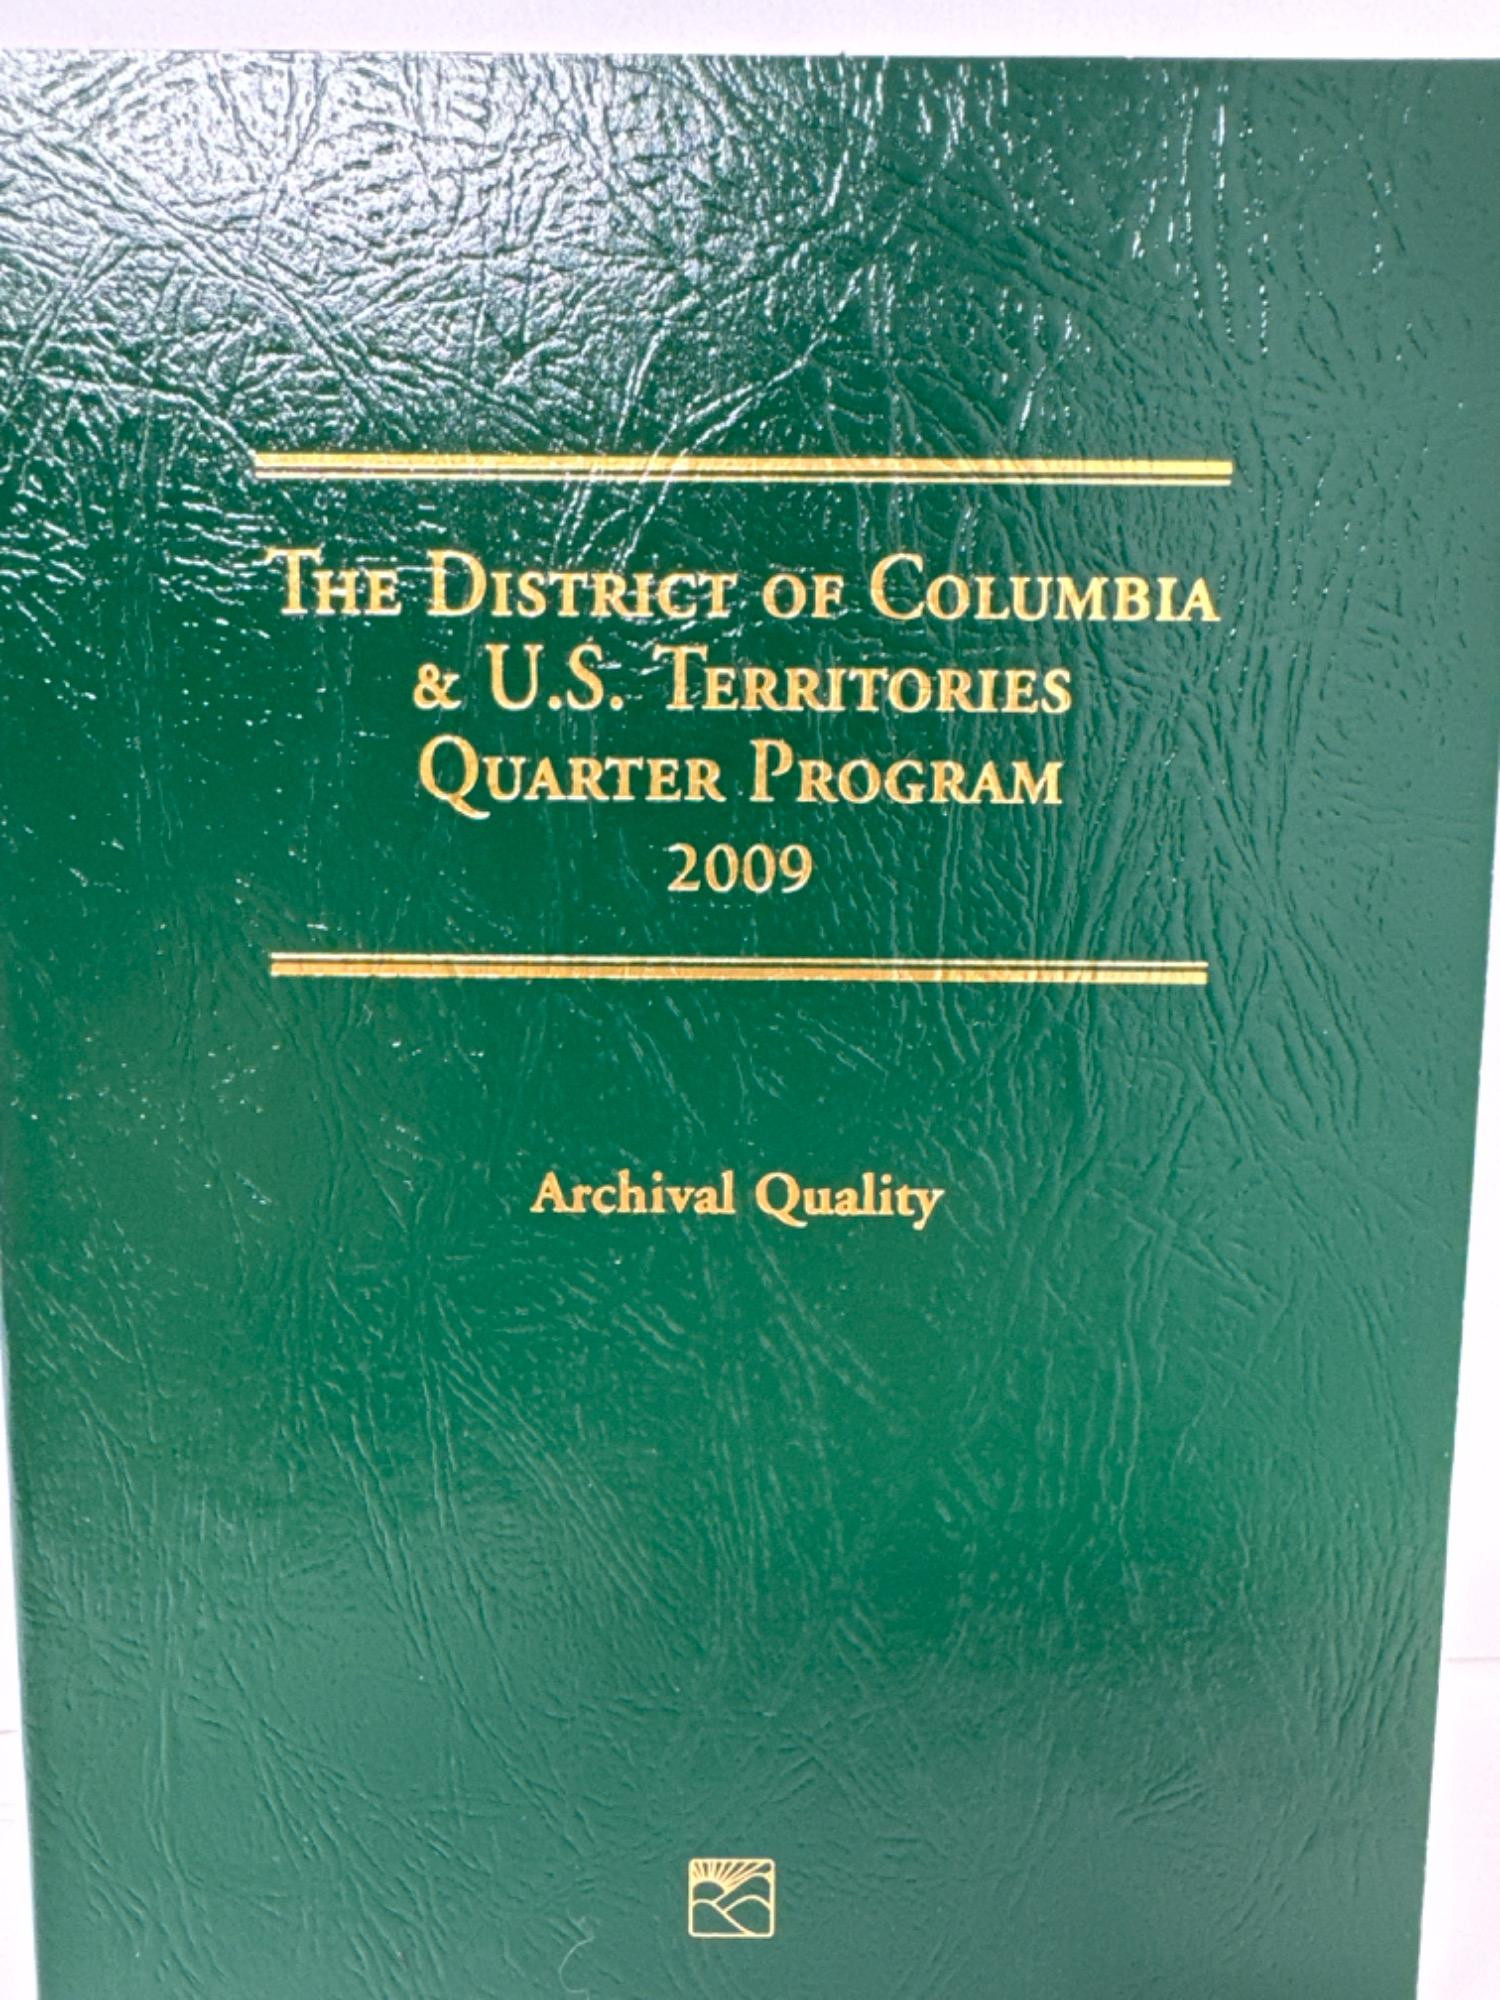 The District of Columbia
& U.S. Territories
Quarter Program
2009
Archival Quality